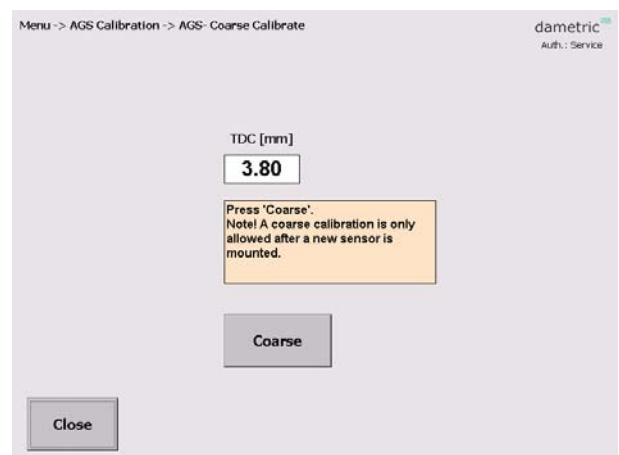 Menu -> AGS Calibration -> AGS- Coarse Calibrate
dametric
Auth.: Service
TDC [mm]
3.80
Press 'Coarse'.
Note! A coarse calibration is only
allowed after a new sensor is
mounted.
Coarse
Close